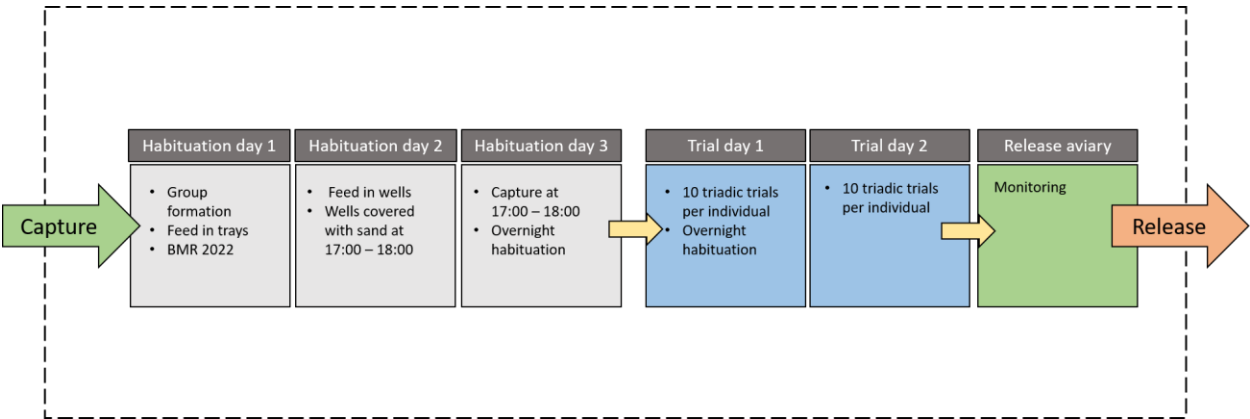 Capture
Habituation day 1
• Group
formation
• Feed in trays
• BMR 2022
Habituation day 2
• Feed in wells
• Wells covered
with sand at
17:00 – 18:00
Habituation day 3
• Capture at
17:00 – 18:00
• Overnight
habituation
Trial day 1
• 10 triadic trials
per individual
• Overnight
habituation
Trial day 2
• 10 triadic trials
per individual
Release aviary
Monitoring
Release